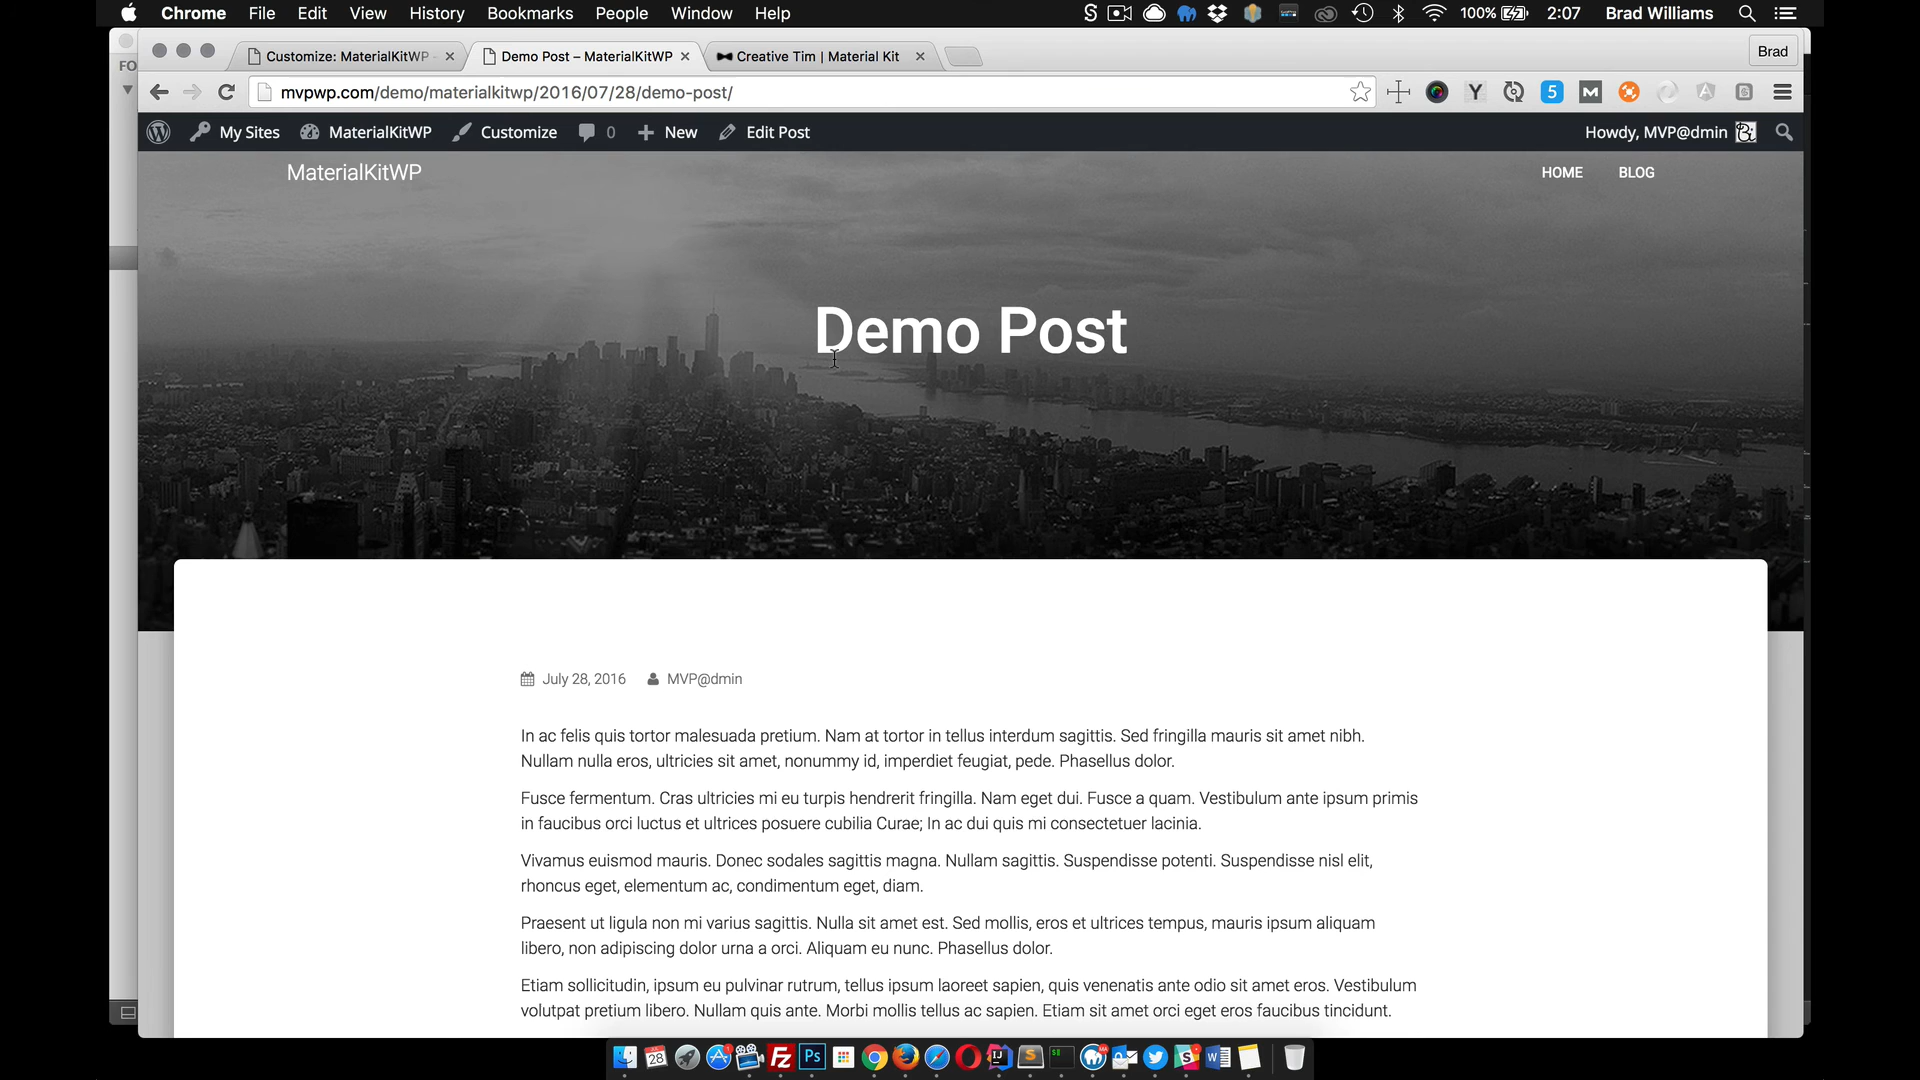 Chrome File Edit View History Bookmarks People Window Help
S 100% 2:07 Brad Williams
FO
Customize: MaterialKitWP
Demo Post – MaterialKitWP
Creative Tim | Material Kit
Brad
mvpwp.com/demo/materialkitwp/2016/07/28/demo-post/
Y 5 M
My Sites MaterialKitWP Customize 0 New Edit Post
Howdy, MVP@dmin
MaterialKitWP
HOME BLOG
Demo Post
July 28, 2016 MVP@dmin
In ac felis quis tortor malesuada pretium. Nam at tortor in tellus interdum sagittis. Sed fringilla mauris sit amet nibh.
Nullam nulla eros, ultricies sit amet, nonummy id, imperdiet feugiat, pede. Phasellus dolor.
Fusce fermentum. Cras ultricies mi eu turpis hendrerit fringilla. Nam eget dui. Fusce a quam. Vestibulum ante ipsum primis
in faucibus orci luctus et ultrices posuere cubilia Curae; In ac dui quis mi consectetuer lacinia.
Vivamus euismod mauris. Donec sodales sagittis magna. Nullam sagittis. Suspendisse potenti. Suspendisse nisl elit,
rhoncus eget, elementum ac, condimentum eget, diam.
Praesent ut ligula non mi varius sagittis. Nulla sit amet est. Sed mollis, eros et ultrices tempus, mauris ipsum aliquam
libero, non adipiscing dolor urna a orci. Aliquam eu nunc. Phasellus dolor.
Etiam sollicitudin, ipsum eu pulvinar rutrum, tellus ipsum laoreet sapien, quis venenatis ante odio sit amet eros. Vestibulum
volutpat pretium libero. Nullam quis ante. Morbi mollis tellus ac sapien. Etiam sit amet orci eget eros faucibus tincidunt.
28 FZ Ps IJ S W